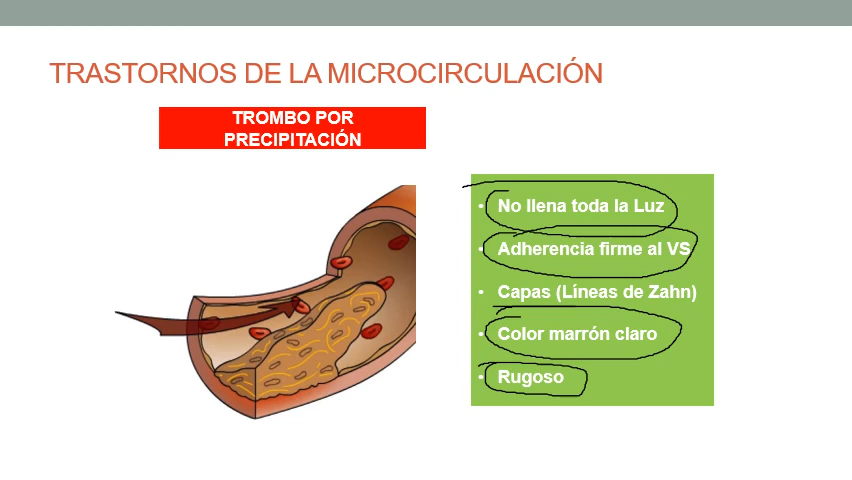 TRASTORNOS DE LA MICROCIRCULACIÓN
TROMBO POR
PRECIPITACIÓN
• No llena toda la Luz
• Adherencia firme al VS
• Capas (Líneas de Zahn)
• Color marrón claro
• Rugoso